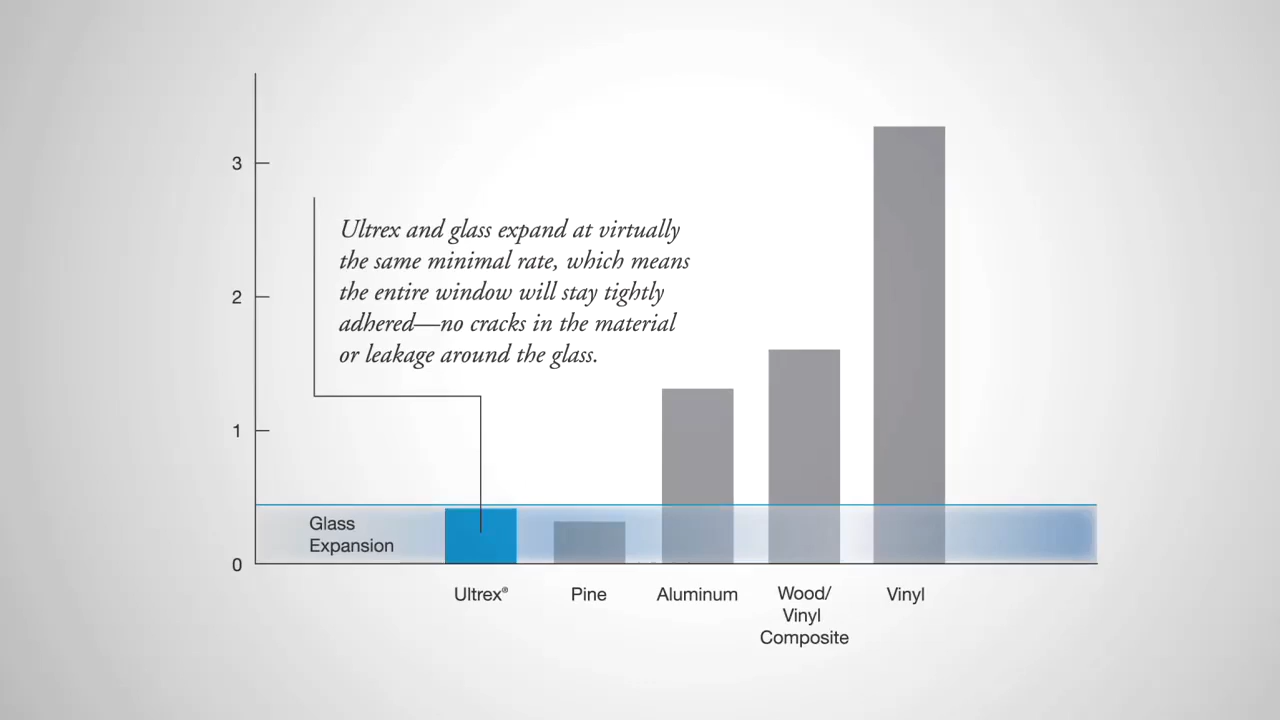 3
Ultrex and glass expand at virtually
the same minimal rate, which means
the entire window will stay tightly
adhered—no cracks in the material
or leakage around the glass.
2
1
Glass
Expansion
0
Ultrex®
Pine
Aluminum
Wood/
Vinyl
Composite
Vinyl